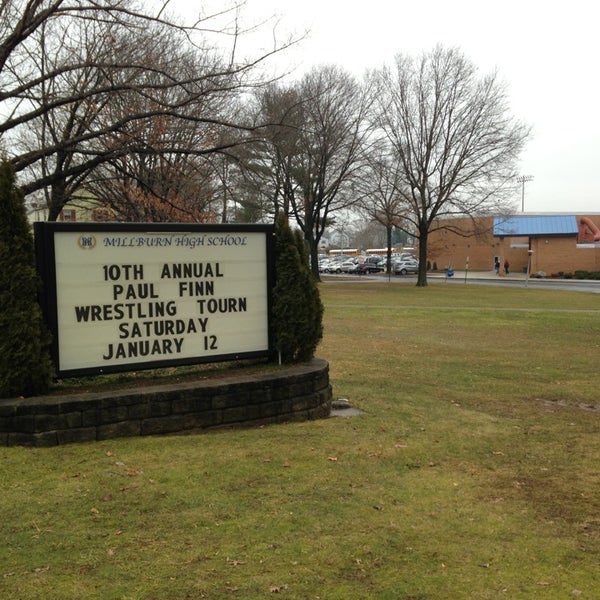 MILLBURN HIGH SCHOOL
10TH ANNUAL
PAUL FINN
WRESTLING TOURN
SATURDAY
JANUARY 12